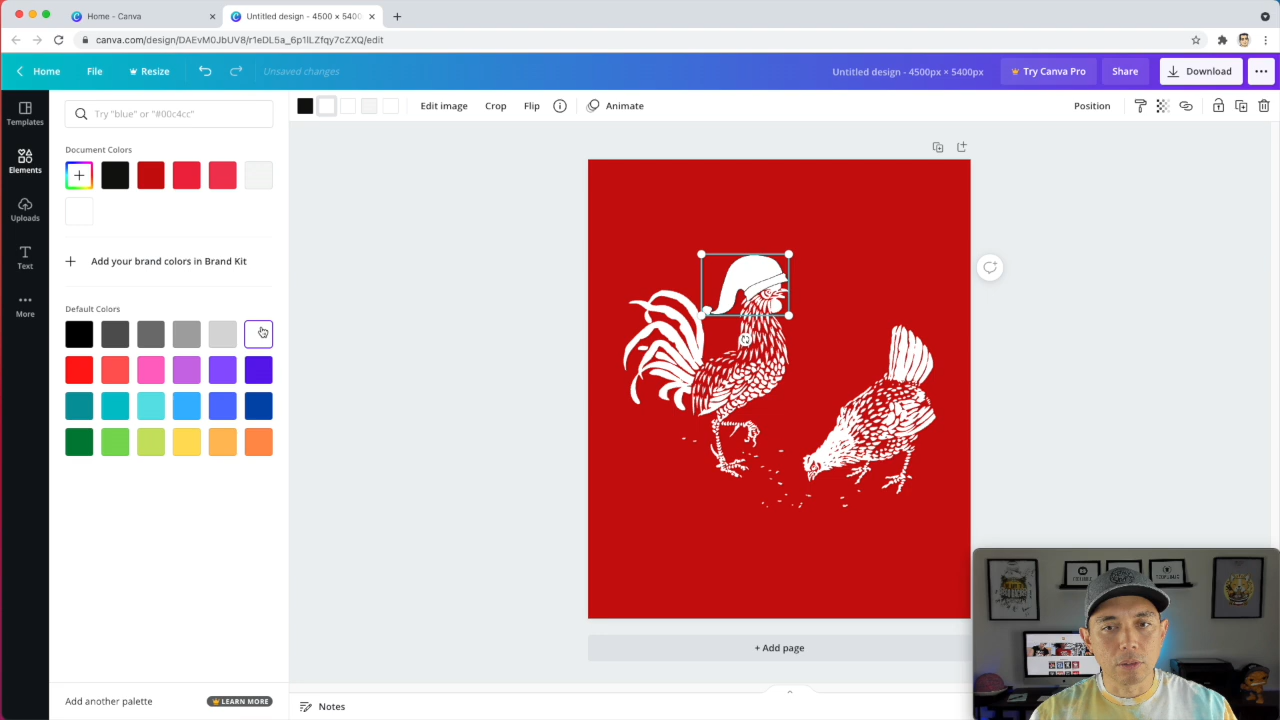 Home - Canva
Untitled design - 4500 × 5400
canva.com/design/DAEvM0JbUV8/r1eDL5a_6p1lLZfqy7cZXQ/edit
Home
File
Resize
Unsaved changes
Untitled design - 4500px × 5400px
Try Canva Pro
Share
Download
Templates
Elements
Uploads
Text
More
Try "blue" or "#00c4cc"
Edit image
Crop
Flip
Animate
Position
Document Colors
Add your brand colors in Brand Kit
Default Colors
+ Add page
Add another palette
LEARN MORE
Notes